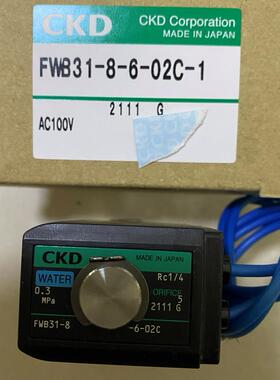 CKD
CKD Corporation
MADE IN JAPAN
FWB31-8-6-02C-1
2111 G
AC100V
CKD
MADE IN JAPAN
WATER
Rc1/4
0.3
MPa
ORIFICE
5
2111 G
FWB31-8 -6-02C